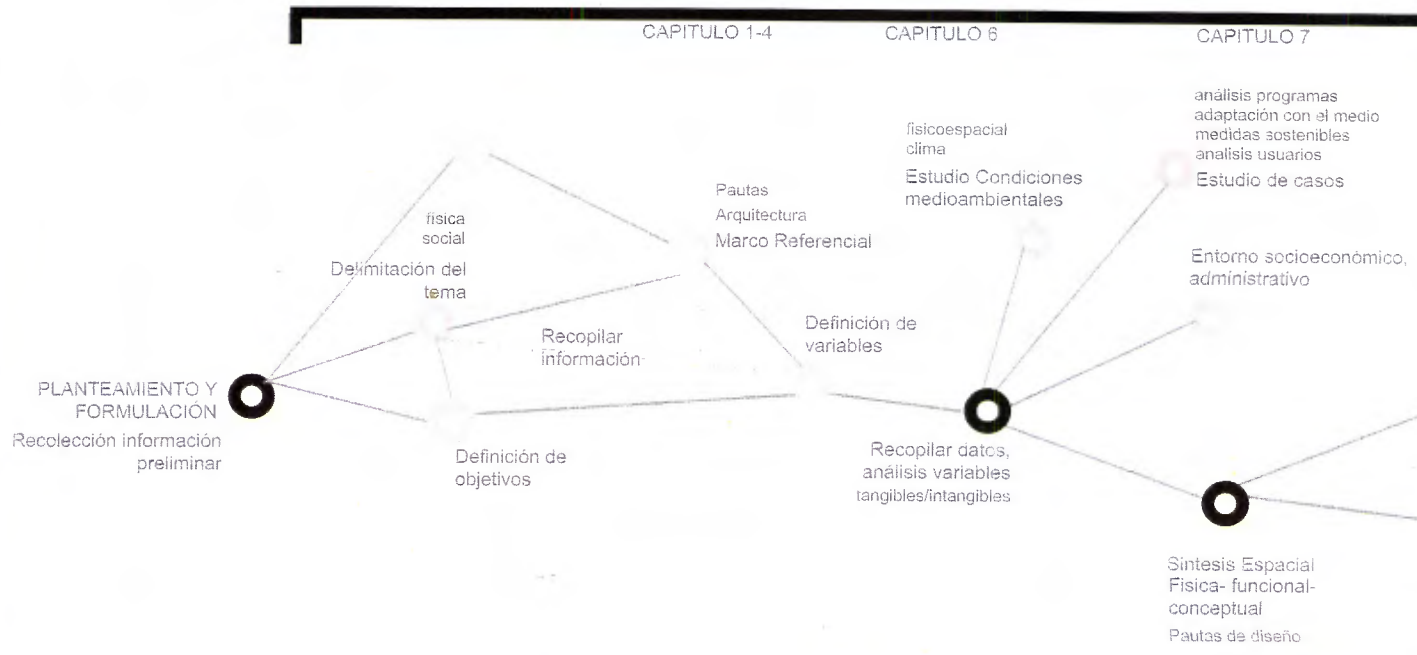 CAPITULO 1-4
CAPITULO 6
CAPITULO 7
PLANTEAMIENTO Y
FORMULACIÓN
Recolección información
preliminar
física
social
Delimitación del
tema
Recopilar
información
Definición de
objetivos
Pautas
Arquitectura
Marco Referencial
Definición de
variables
fisicoespacial
clima
Estudio Condiciones
medioambientales
Recopilar datos,
análisis variables
tangibles/intangibles
análisis programas
adaptación con el medio
medidas sostenibles
analisis usuarios
Estudio de casos
Entorno socioeconómico,
administrativo
Síntesis Espacial
Fisica- funcional-
conceptual
Pautas de diseño